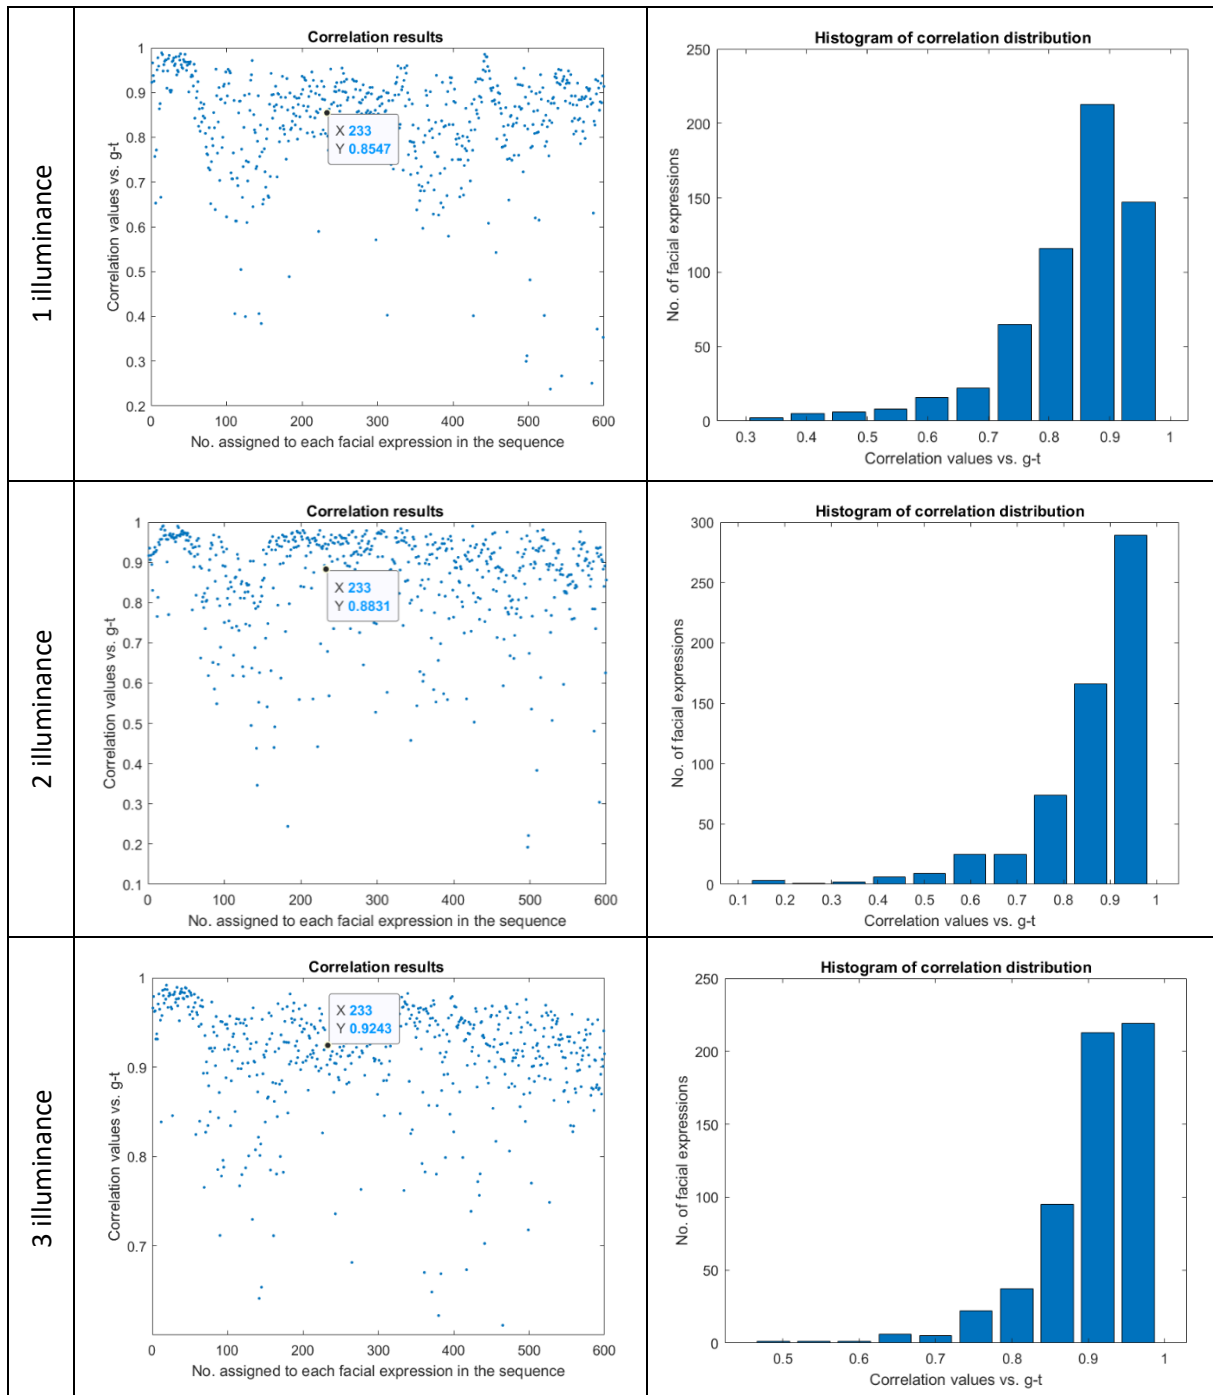 1 illuminance
Correlation results
Correlation values vs. g-t
1
0.9
0.8
0.7
0.6
0.5
0.4
0.3
0.2
X 233
Y 0.8547
0 100 200 300 400 500 600
No. assigned to each facial expression in the sequence
Histogram of correlation distribution
No. of facial expressions
250
200
150
100
50
0
0.3 0.4 0.5 0.6 0.7 0.8 0.9 1
Correlation values vs. g-t
2 illuminance
Correlation results
Correlation values vs. g-t
1
0.9
0.8
0.7
0.6
0.5
0.4
0.3
0.2
0.1
X 233
Y 0.8831
0 100 200 300 400 500 600
No. assigned to each facial expression in the sequence
Histogram of correlation distribution
No. of facial expressions
300
250
200
150
100
50
0
0.1 0.2 0.3 0.4 0.5 0.6 0.7 0.8 0.9 1
Correlation values vs. g-t
3 illuminance
Correlation results
Correlation values vs. g-t
1
0.9
0.8
0.7
X 233
Y 0.9243
0 100 200 300 400 500 600
No. assigned to each facial expression in the sequence
Histogram of correlation distribution
No. of facial expressions
250
200
150
100
50
0
0.5 0.6 0.7 0.8 0.9 1
Correlation values vs. g-t